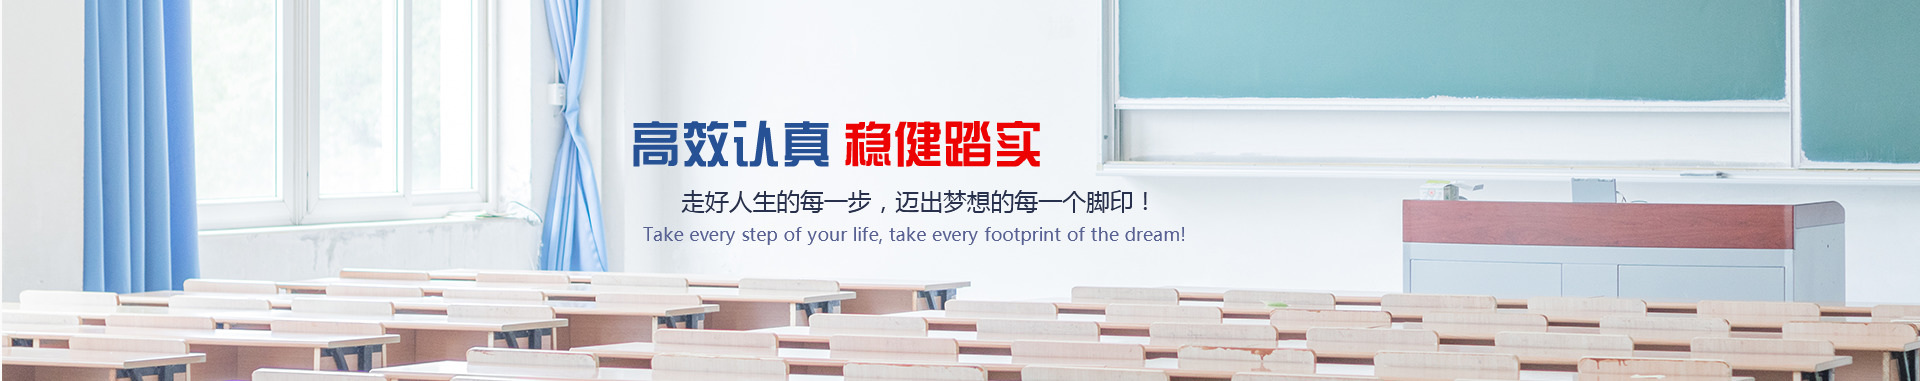 高效认真 稳健踏实
走好人生的每一步，迈出梦想的每一个脚印！
Take every step of your life, take every footprint of the dream!